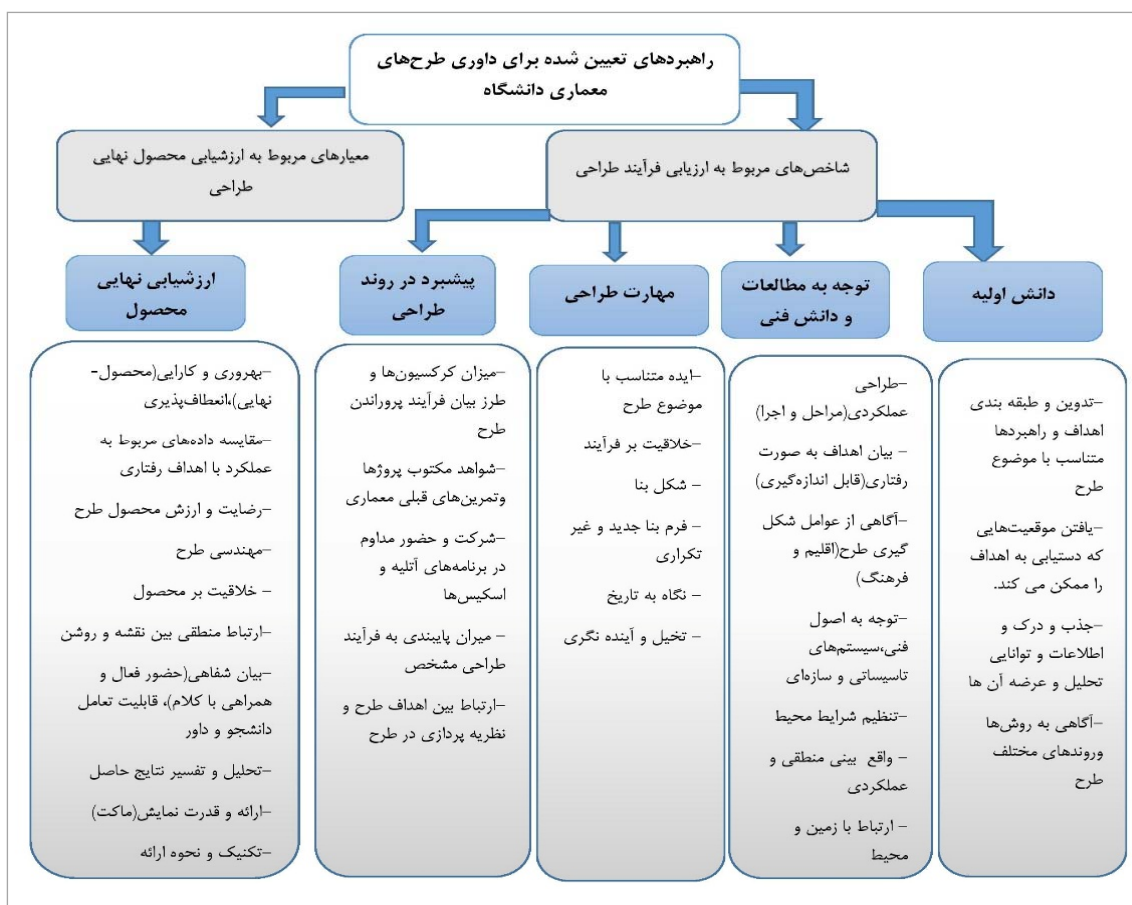 راهبردهای تعیین شده برای داوری طرح‌های
معماری دانشگاه
شاخص‌های مربوط به ارزیابی فرآیند طراحی
معیارهای مربوط به ارزشیابی محصول نهایی
طراحی
دانش اولیه
–تدوین و طبقه بندی
اهداف و راهبردها
متناسب با موضوع
طرح
–یافتن موقعیت‌هایی
که دستیابی به اهداف
را ممکن می کند.
–جذب و درک و
اطلاعات و توانایی
تحلیل و عرضه آن ها
–آگاهی به روش‌ها
وروندهای مختلف
طرح
توجه به مطالعات
و دانش فنی
–طراحی
عملکردی(مراحل و اجرا)
– بیان اهداف به صورت
رفتاری(قابل اندازه‌گیری)
–آگاهی از عوامل شکل
گیری طرح(اقلیم و
فرهنگ)
–توجه به اصول
فنی،سیستم‌های
تاسیساتی و سازه‌ای
–تنظیم شرایط محیط
– واقع بینی منطقی و
عملکردی
– ارتباط با زمین و
محیط
مهارت طراحی
–ایده متناسب با
موضوع طرح
–خلاقیت بر فرآیند
– شکل بنا
– فرم بنا جدید و غیر
تکراری
– نگاه به تاریخ
– تخیل و آینده نگری
پیشبرد در روند
طراحی
–میزان کرکسیون‌ها و
طرز بیان فرآیند پروراندن
طرح
–شواهد مکتوب پروژها
وتمرین‌های قبلی معماری
–شرکت و حضور مداوم
در برنامه‌های آتلیه و
اسکیس‌ها
– میران پایبندی به فرآیند
طراحی مشخص
–ارتباط بین اهداف طرح و
نظریه پردازی در طرح
ارزشیابی نهایی
محصول
–بهروری و کارایی(محصول-
نهایی)،انعطاف‌پذیری
–مقایسه داده‌های مربوط به
عملکرد با اهداف رفتاری
–رضایت و ارزش محصول طرح
–مهندسی طرح
– خلاقیت بر محصول
–ارتباط منطقی بین نقشه و روشن
–بیان شفاهی(حضور فعال و
همراهی با کلام)، قابلیت تعامل
دانشجو و داور
–تحلیل و تفسیر نتایج حاصل
–ارائه و قدرت نمایش(ماکت)
–تکنیک و نحوه ارائه